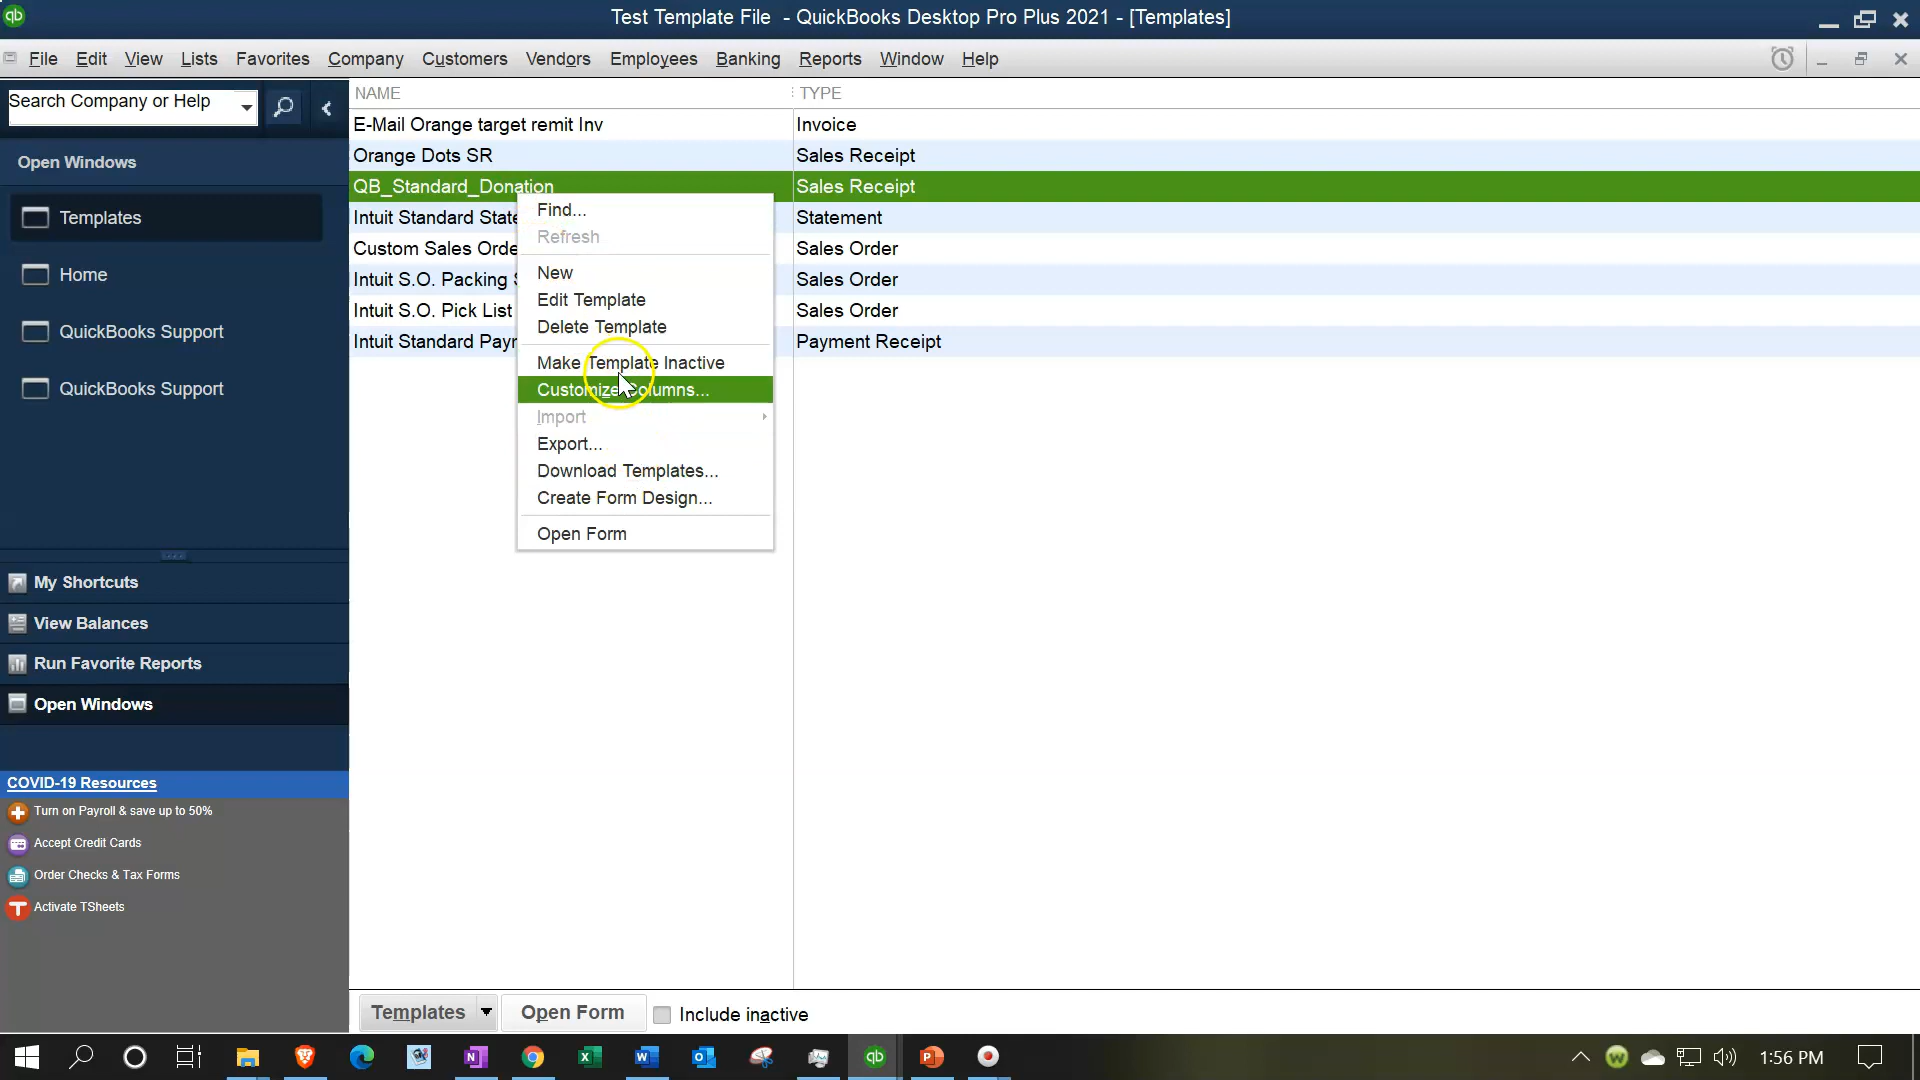 qb Test Template File - QuickBooks Desktop Pro Plus 2021 - [Templates]
File Edit View Lists Favorites Company Customers Vendors Employees Banking Reports Window Help
Search Company or Help
Open Windows
Templates
Home
QuickBooks Support
QuickBooks Support
My Shortcuts
View Balances
Run Favorite Reports
Open Windows
COVID-19 Resources
Turn on Payroll & save up to 50%
Accept Credit Cards
Order Checks & Tax Forms
Activate TSheets
NAME TYPE
E-Mail Orange target remit Inv Invoice
Orange Dots SR Sales Receipt
QB_Standard_Donation Sales Receipt
Intuit Standard State Statement
Custom Sales Orde Sales Order
Intuit S.O. Packing S Sales Order
Intuit S.O. Pick List Sales Order
Intuit Standard Payr Payment Receipt
Find...
Refresh
New
Edit Template
Delete Template
Make Template Inactive
Customize Columns...
Import
Export...
Download Templates...
Create Form Design...
Open Form
Templates Open Form Include inactive
1:56 PM